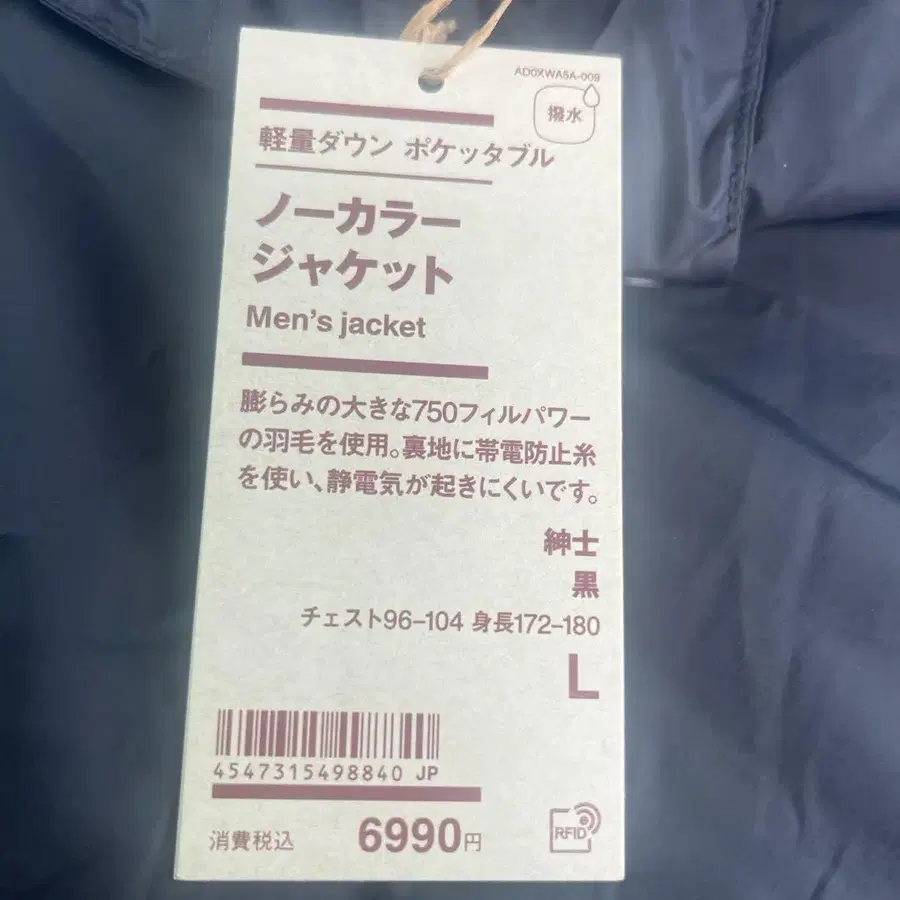 AD0XWA5A-009
撥水
軽量ダウン ポケッタブル
ノーカラー
ジャケット
Men's jacket
膨らみの大きな750フィルパワー
の羽毛を使用。裏地に帯電防止糸
を使い、静電気が起きにくいです。
紳士
黒
チェスト96-104 身長172-180
L
4547315498840 JP
消費税込 6990円
RFID